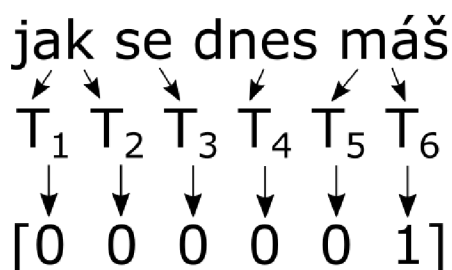 jak se dnes máš
T₁ T₂ T₃ T₄ T₅ T₆
[0 0 0 0 0 1]